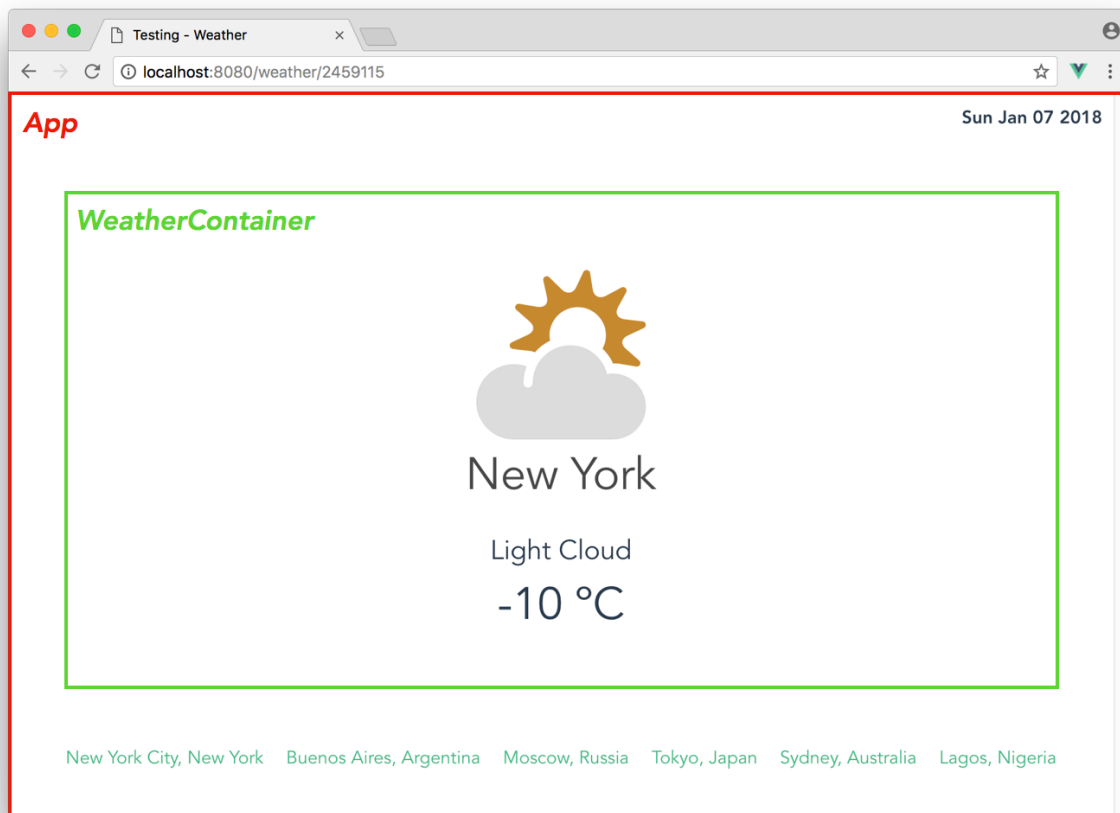 Testing - Weather
localhost:8080/weather/2459115
App
Sun Jan 07 2018
WeatherContainer
New York
Light Cloud
-10 °C
New York City, New York Buenos Aires, Argentina Moscow, Russia Tokyo, Japan Sydney, Australia Lagos, Nigeria